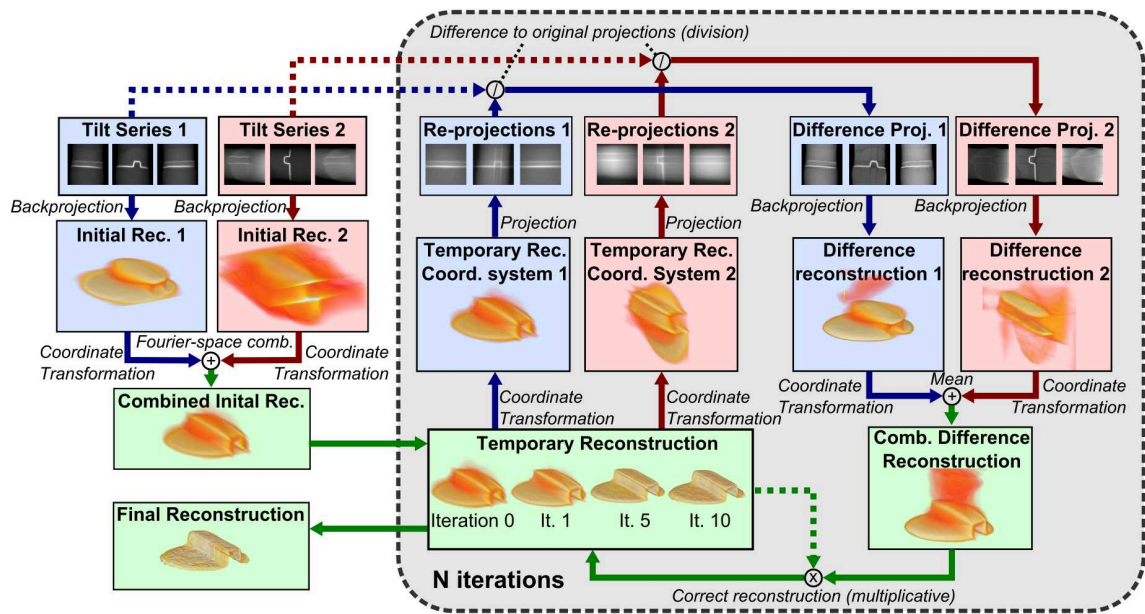 Difference to original projections (division)
/
/
Tilt Series 1
Tilt Series 2
Re-projections 1
Re-projections 2
Difference Proj. 1
Difference Proj. 2
Backprojection
Backprojection
Projection
Projection
Backprojection
Backprojection
Initial Rec. 1
Initial Rec. 2
Temporary Rec.
Coord. system 1
Temporary Rec.
Coord. System 2
Difference
reconstruction 1
Difference
reconstruction 2
Fourier-space comb.
Coordinate
Transformation
+
Coordinate
Transformation
Coordinate
Transformation
Coordinate
Transformation
Coordinate
Transformation
Mean
+
Coordinate
Transformation
Combined Inital Rec.
Temporary Reconstruction
Iteration 0
It. 1
It. 5
It. 10
Comb. Difference
Reconstruction
Final Reconstruction
N iterations
X
Correct reconstruction (multiplicative)